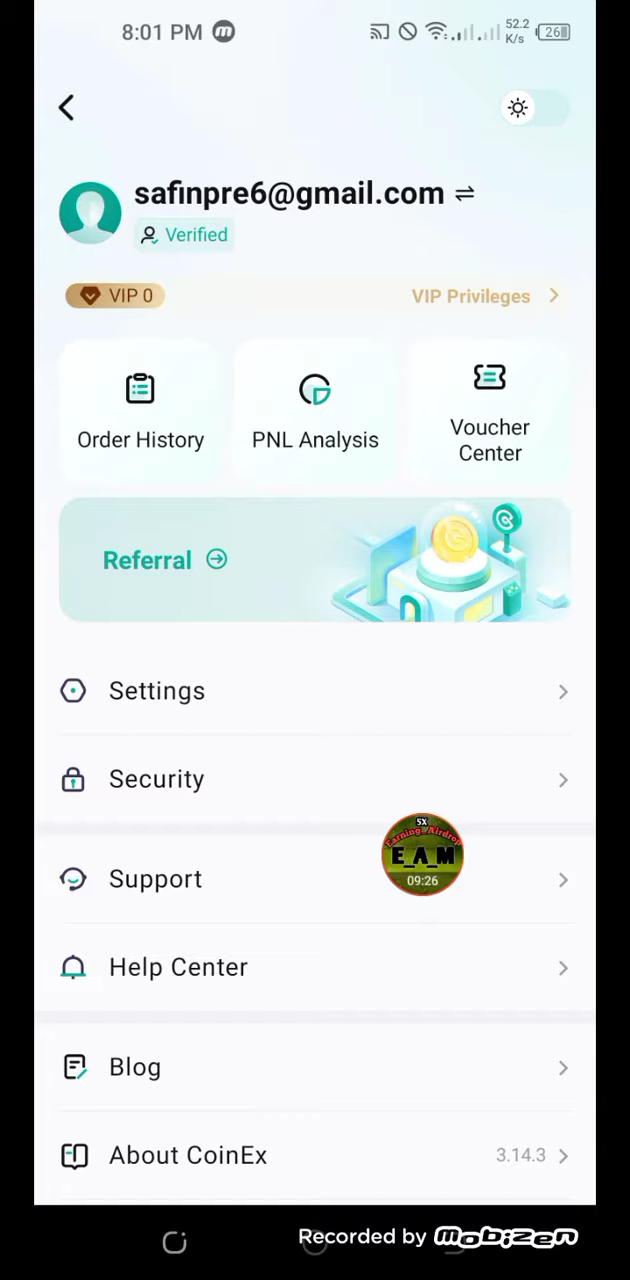 8:01 PM m 52.2 K/s 26
safinpre6@gmail.com
Verified
VIP 0 VIP Privileges
Order History PNL Analysis Voucher Center
Referral
Settings
Security
5X
Earning Airdrop
E_A_M
09:26
Support
Help Center
Blog
About CoinEx 3.14.3
Recorded by mobizen